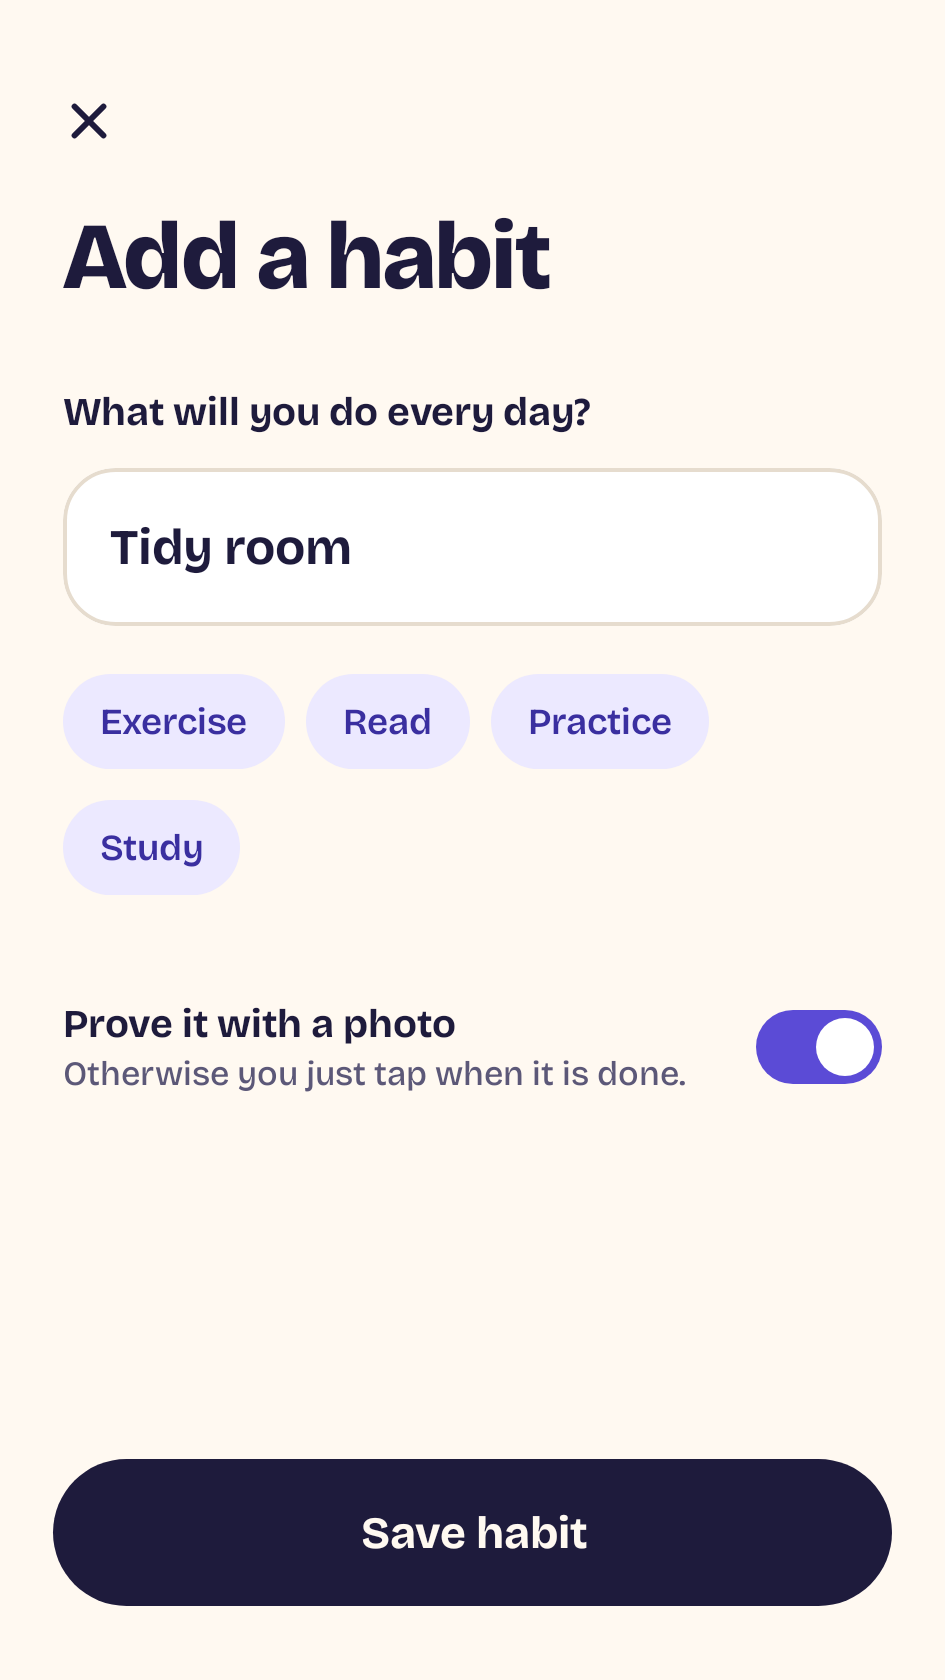 Add a habit
What will you do every day?
Tidy room
Exercise Read Practice
Study
Prove it with a photo
Otherwise you just tap when it is done.
Save habit